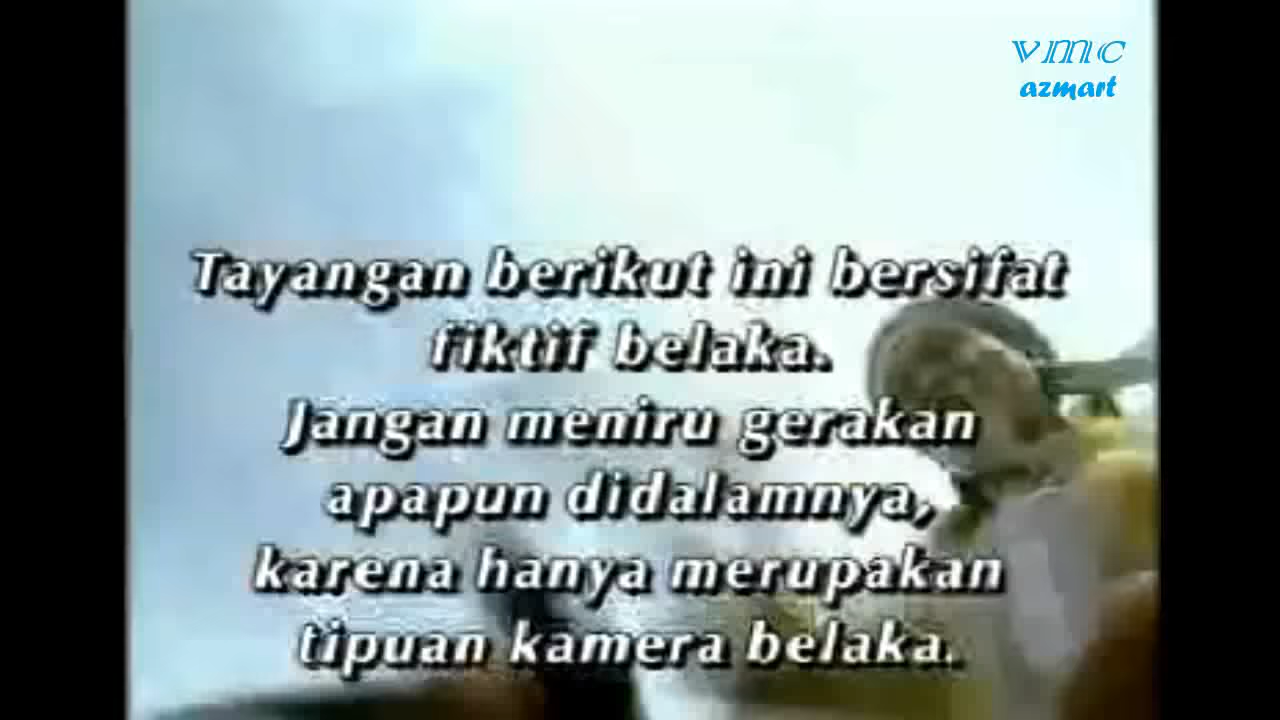 vmc
azmart
Tayangan berikut ini bersifat
fiktif belaka.
Jangan meniru gerakan
apapun didalamnya,
karena hanya merupakan
tipuan kamera belaka.